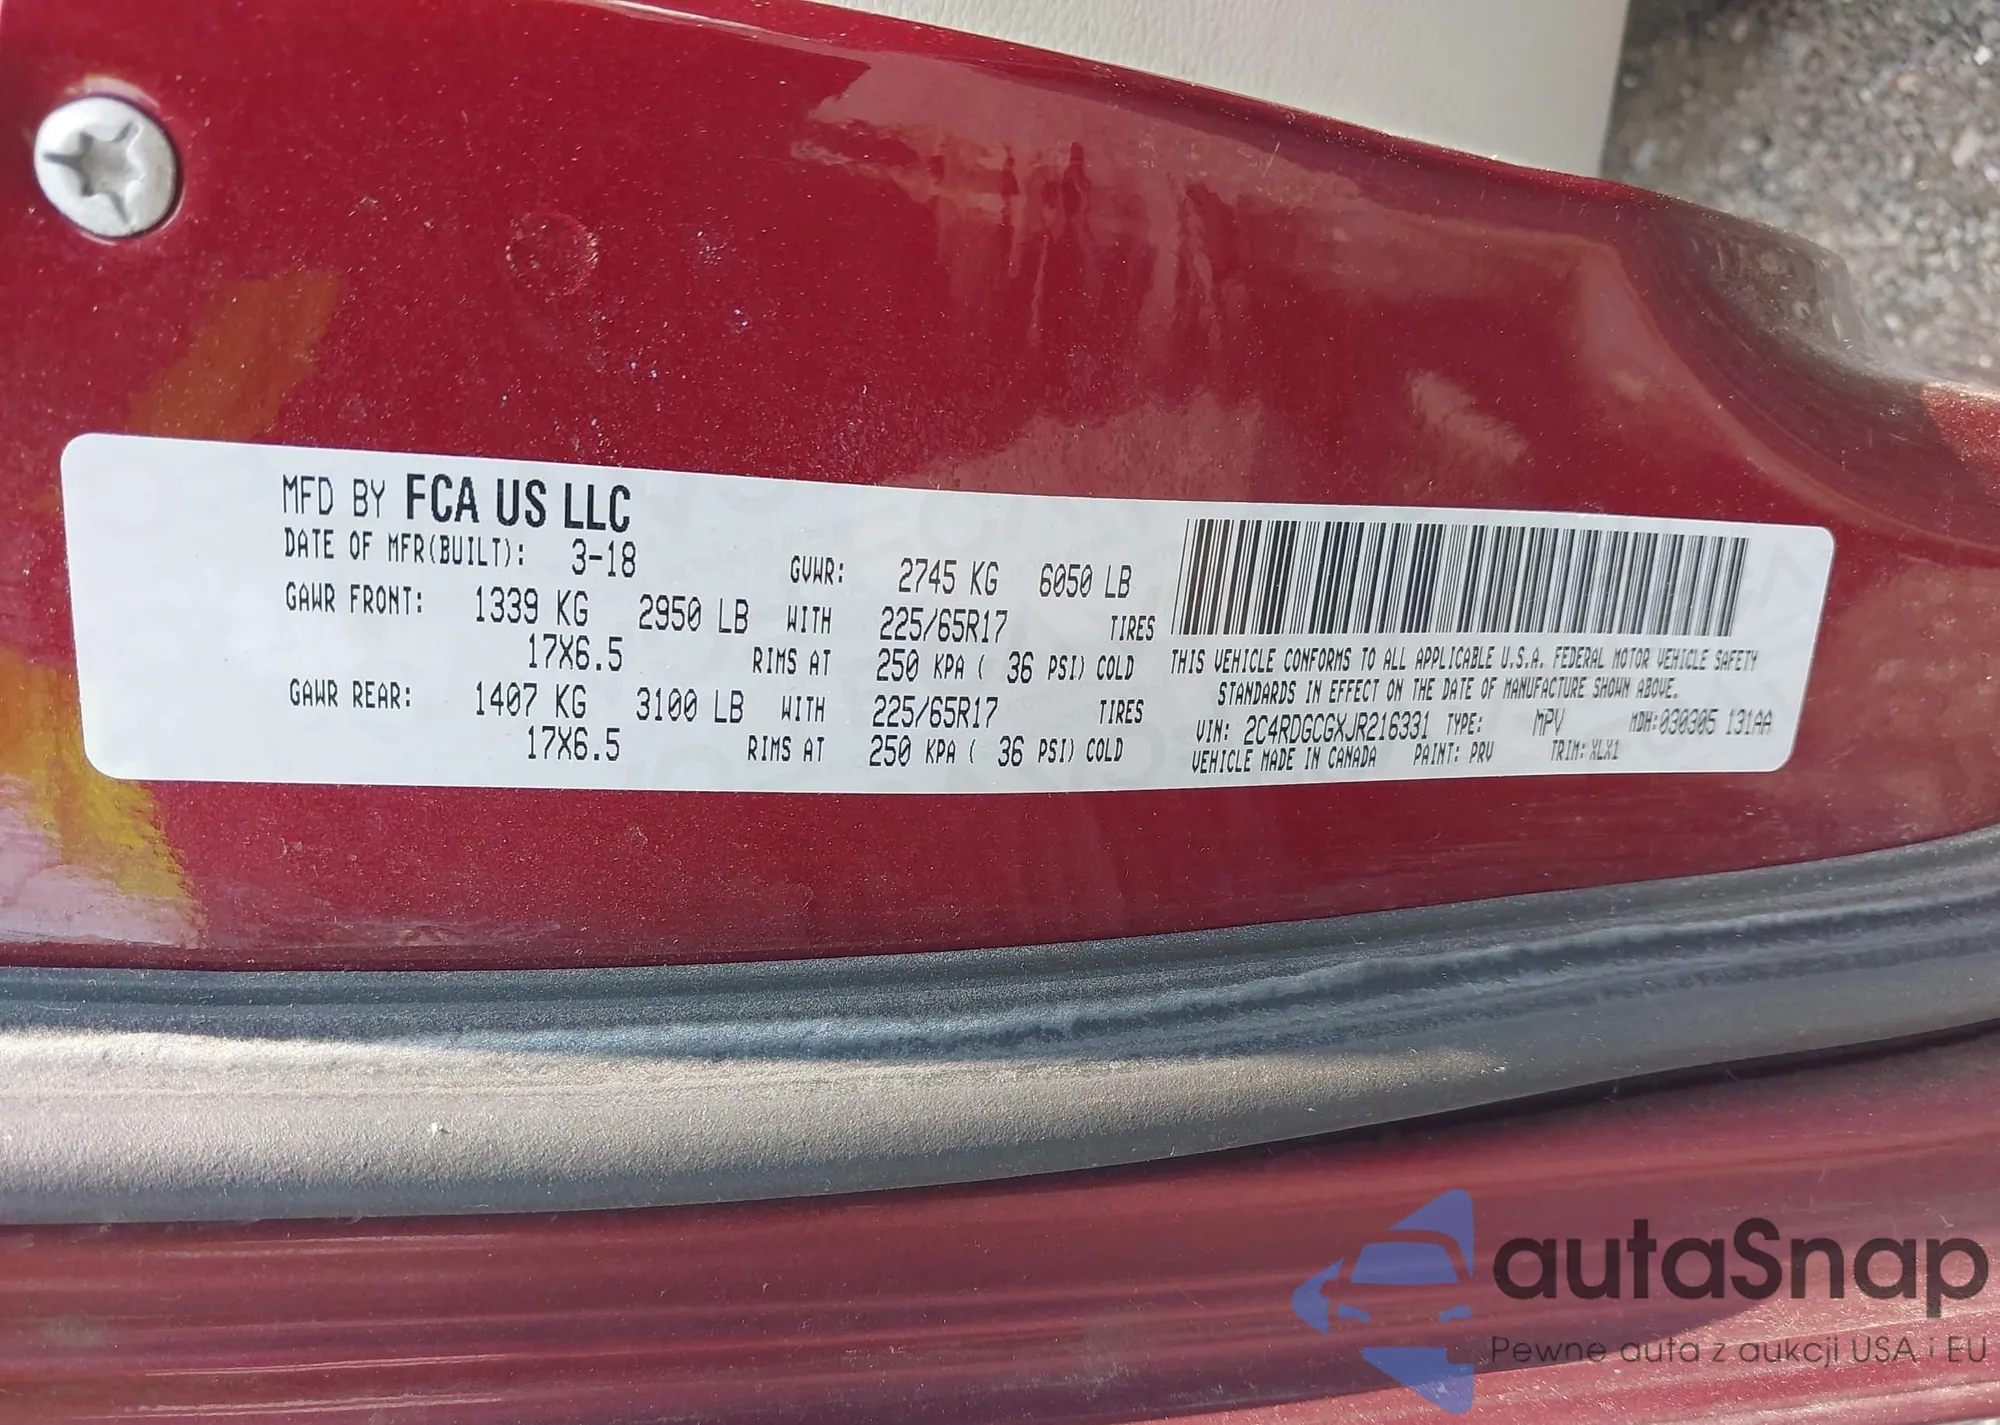 MFD BY FCA US LLC
DATE OF MFR(BUILT): 3-18 GVWR: 2745 KG 6050 LB
GAWR FRONT: 1339 KG 2950 LB WITH 225/65R17 TIRES
17X6.5 RIMS AT 250 KPA ( 36 PSI) COLD
GAWR REAR: 1407 KG 3100 LB WITH 225/65R17 TIRES
17X6.5 RIMS AT 250 KPA ( 36 PSI) COLD
THIS VEHICLE CONFORMS TO ALL APPLICABLE U.S.A. FEDERAL MOTOR VEHICLE SAFETY
STANDARDS IN EFFECT ON THE DATE OF MANUFACTURE SHOWN ABOVE.
VIN: 2C4RDGCGXJR216331 TYPE: MPV MDH:030305 131AA
VEHICLE MADE IN CANADA PAINT: PRV TRIM: XLX1
autaSnap
Pewne auta z aukcji USA i EU